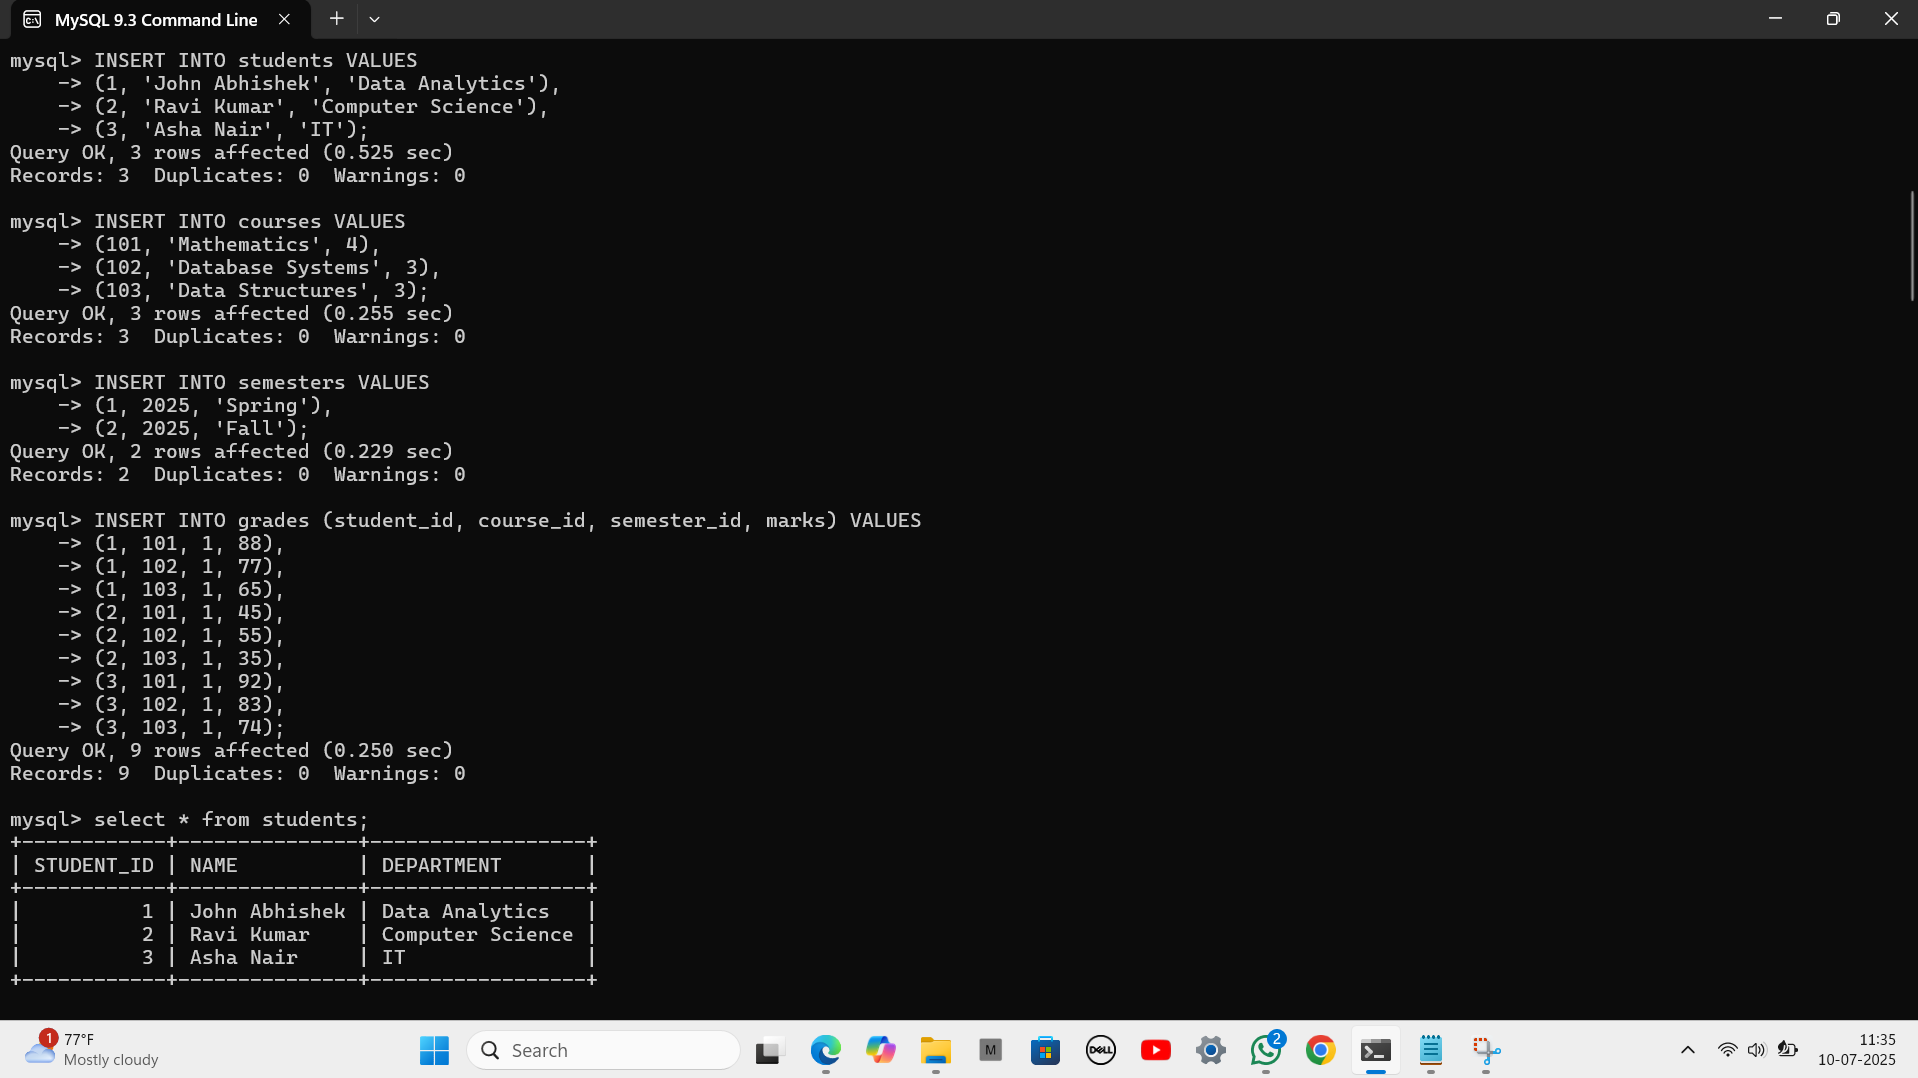 MySQL 9.3 Command Line
mysql> INSERT INTO students VALUES
    -> (1, 'John Abhishek', 'Data Analytics'),
    -> (2, 'Ravi Kumar', 'Computer Science'),
    -> (3, 'Asha Nair', 'IT');
Query OK, 3 rows affected (0.525 sec)
Records: 3  Duplicates: 0  Warnings: 0
mysql> INSERT INTO courses VALUES
    -> (101, 'Mathematics', 4),
    -> (102, 'Database Systems', 3),
    -> (103, 'Data Structures', 3);
Query OK, 3 rows affected (0.255 sec)
Records: 3  Duplicates: 0  Warnings: 0
mysql> INSERT INTO semesters VALUES
    -> (1, 2025, 'Spring'),
    -> (2, 2025, 'Fall');
Query OK, 2 rows affected (0.229 sec)
Records: 2  Duplicates: 0  Warnings: 0
mysql> INSERT INTO grades (student_id, course_id, semester_id, marks) VALUES
    -> (1, 101, 1, 88),
    -> (1, 102, 1, 77),
    -> (1, 103, 1, 65),
    -> (2, 101, 1, 45),
    -> (2, 102, 1, 55),
    -> (2, 103, 1, 35),
    -> (3, 101, 1, 92),
    -> (3, 102, 1, 83),
    -> (3, 103, 1, 74);
Query OK, 9 rows affected (0.250 sec)
Records: 9  Duplicates: 0  Warnings: 0
mysql> select * from students;
+------------+---------------+------------------+
| STUDENT_ID | NAME          | DEPARTMENT       |
+------------+---------------+------------------+
|          1 | John Abhishek | Data Analytics   |
|          2 | Ravi Kumar    | Computer Science |
|          3 | Asha Nair     | IT               |
+------------+---------------+------------------+
1
77°F
Mostly cloudy
Search
M
DELL
2
11:35
10-07-2025